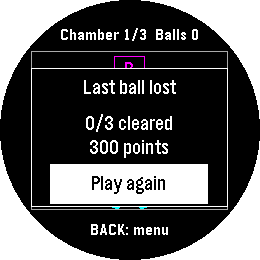 Chamber 1/3 Balls 0
Last ball lost
0/3 cleared
300 points
Play again
BACK: menu